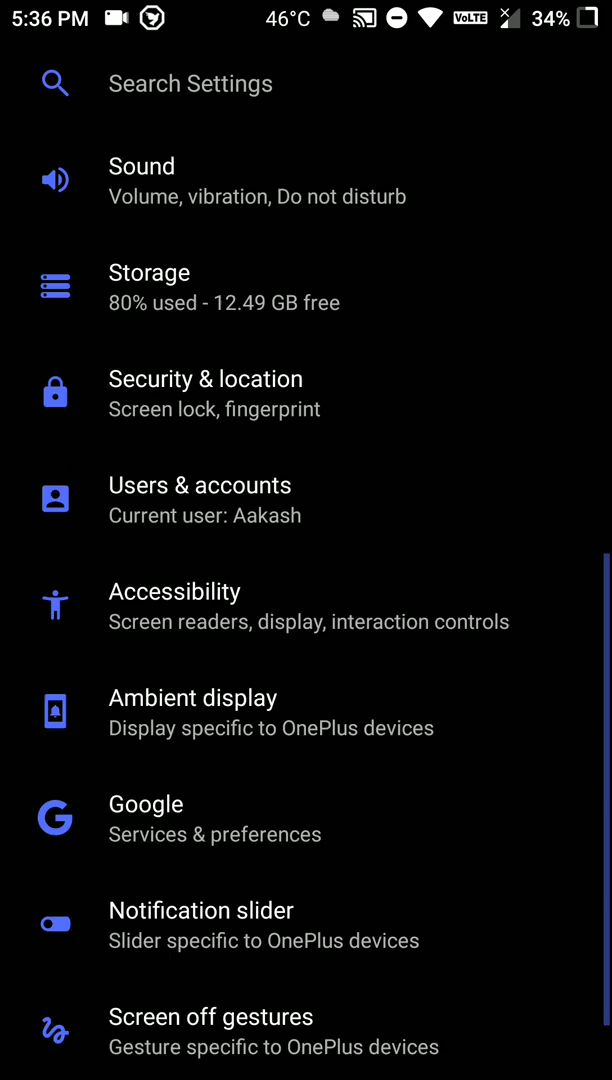 5:36 PM 46°C VoLTE 34%
Search Settings
Sound
Volume, vibration, Do not disturb
Storage
80% used - 12.49 GB free
Security & location
Screen lock, fingerprint
Users & accounts
Current user: Aakash
Accessibility
Screen readers, display, interaction controls
Ambient display
Display specific to OnePlus devices
Google
Services & preferences
Notification slider
Slider specific to OnePlus devices
Screen off gestures
Gesture specific to OnePlus devices